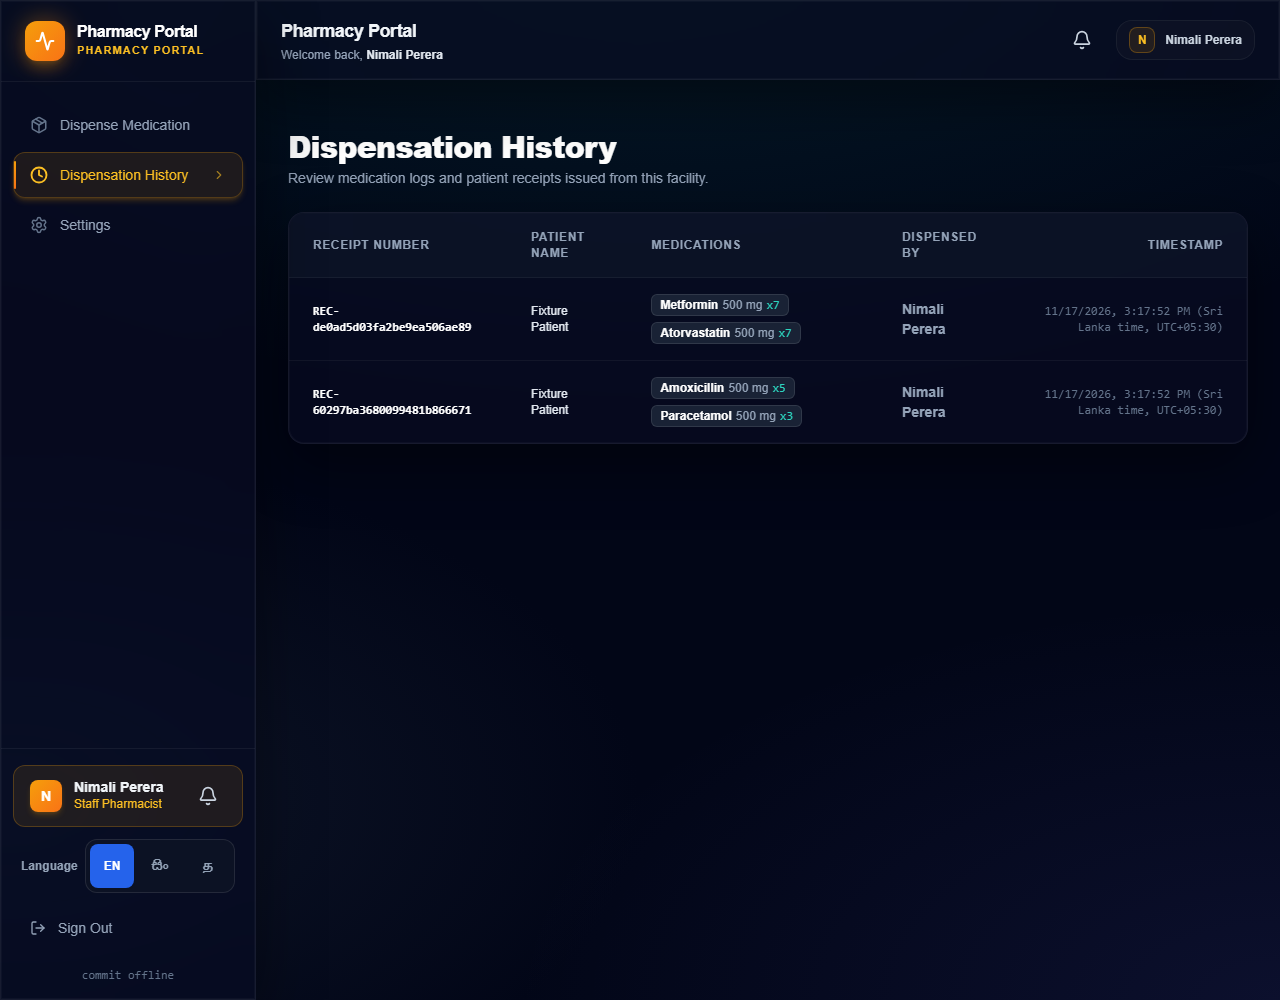 Pharmacy Portal
PHARMACY PORTAL
Pharmacy Portal
Welcome back, Nimali Perera
N
Nimali Perera
Dispense Medication
Dispensation History
Settings
Dispensation History
Review medication logs and patient receipts issued from this facility.
RECEIPT NUMBER
PATIENT
NAME
MEDICATIONS
DISPENSED
BY
TIMESTAMP
REC-
de0ad5d03fa2be9ea506ae89
Fixture
Patient
Metformin 500 mg x7
Atorvastatin 500 mg x7
Nimali
Perera
11/17/2026, 3:17:52 PM (Sri
Lanka time, UTC+05:30)
REC-
60297ba3680099481b866671
Fixture
Patient
Amoxicillin 500 mg x5
Paracetamol 500 mg x3
Nimali
Perera
11/17/2026, 3:17:52 PM (Sri
Lanka time, UTC+05:30)
N
Nimali Perera
Staff Pharmacist
Language
EN
සිං
த
Sign Out
commit offline